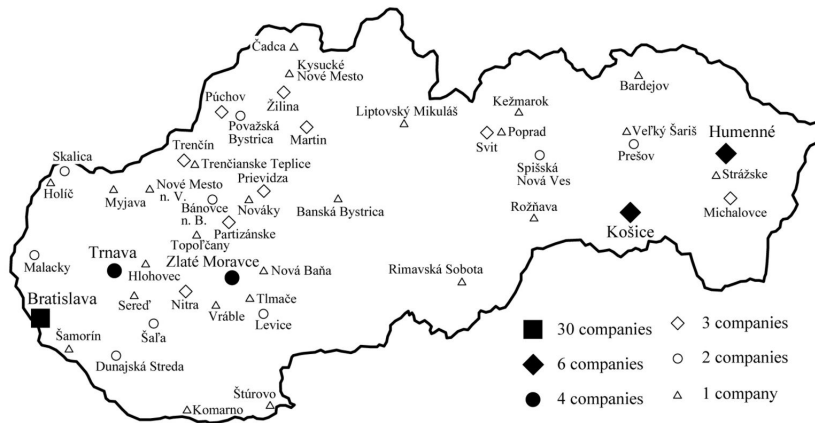 Čadca
Kysucké
Nové Mesto
Púchov
Žilina
Považská
Bystrica
Martin
Liptovský Mikuláš
Kežmarok
Bardejov
Poprad
Svit
Veľký Šariš
Prešov
Humenné
Strážske
Michalovce
Spišská
Nová Ves
Trenčín
Trenčianske Teplice
Skalica
Holíč
Myjava
Nové Mesto
n. V.
Prievidza
Bánovce
n. B.
Nováky
Banská Bystrica
Partizánske
Rožňava
Košice
Topoľčany
Trnava
Zlaté Moravce
Malacky
Hlohovec
Nová Baňa
Rimavská Sobota
Bratislava
Sereď
Nitra
Tlmače
Vráble
Levice
Šamorín
Šaľa
Dunajská Streda
Štúrovo
Komarno
30 companies
6 companies
4 companies
3 companies
2 companies
1 company